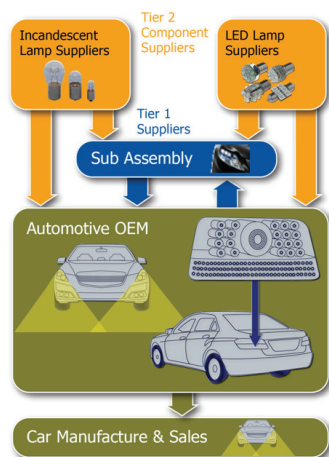 Incandescent
Lamp Suppliers
Tier 2
Component
Suppliers
LED Lamp
Suppliers
Tier 1
Suppliers
Sub Assembly
Automotive OEM
Car Manufacture & Sales